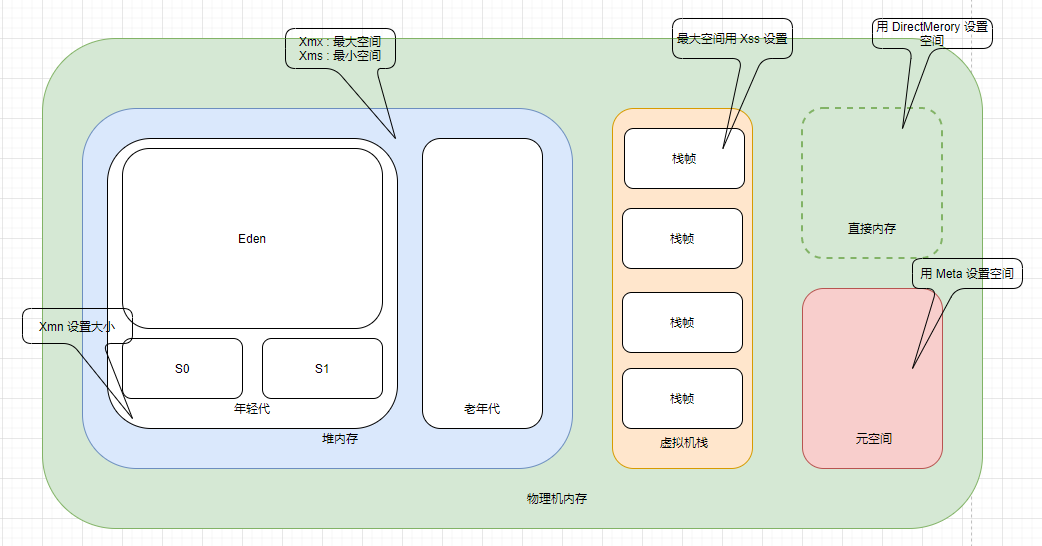 Xmx : 最大空间
Xms : 最小空间
最大空间用 Xss 设置
用 DirectMerory 设置
空间
Eden
栈帧
栈帧
直接内存
用 Meta 设置空间
Xmn 设置大小
栈帧
S0
S1
栈帧
年轻代
老年代
堆内存
虚拟机栈
元空间
物理机内存